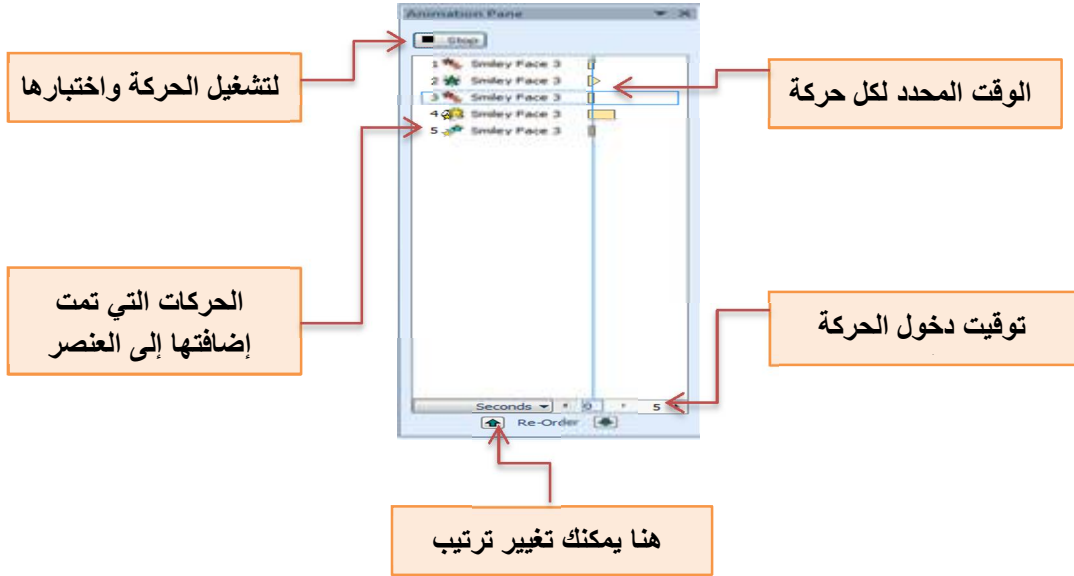 Animation Pane
Stop
لتشغيل الحركة واختبارها
1 Smiley Face 3
2 Smiley Face 3
3 Smiley Face 3
4 Smiley Face 3
5 Smiley Face 3
الوقت المحدد لكل حركة
الحركات التي تمت
إضافتها إلى العنصر
توقيت دخول الحركة
Seconds 0 5
Re-Order
هنا يمكنك تغيير ترتيب